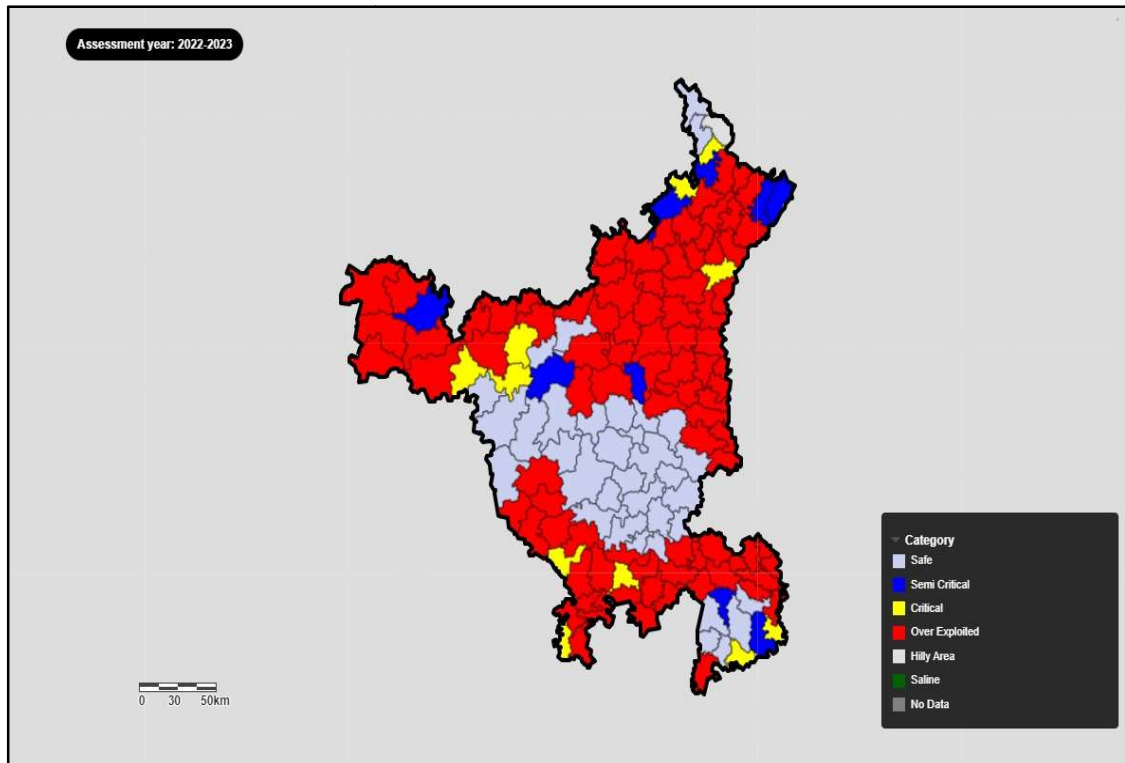 Assessment year: 2022-2023
Category
Safe
Semi Critical
Critical
Over Exploited
Hilly Area
Saline
No Data
0 30 50km